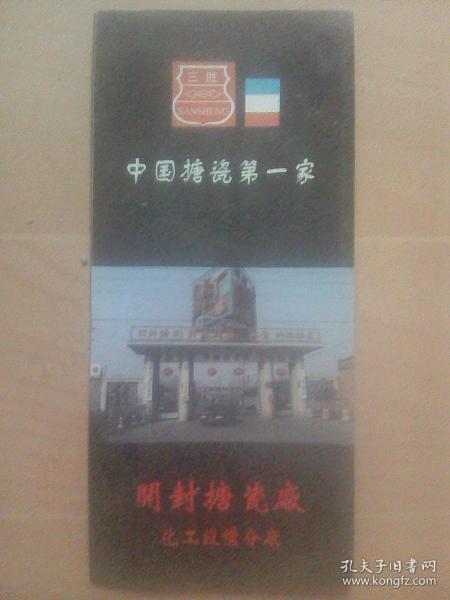 三胜
SANSHENG
中国搪瓷第一家
開封搪瓷廠
化工設備分廠
孔夫子旧书网
www.kongfz.com